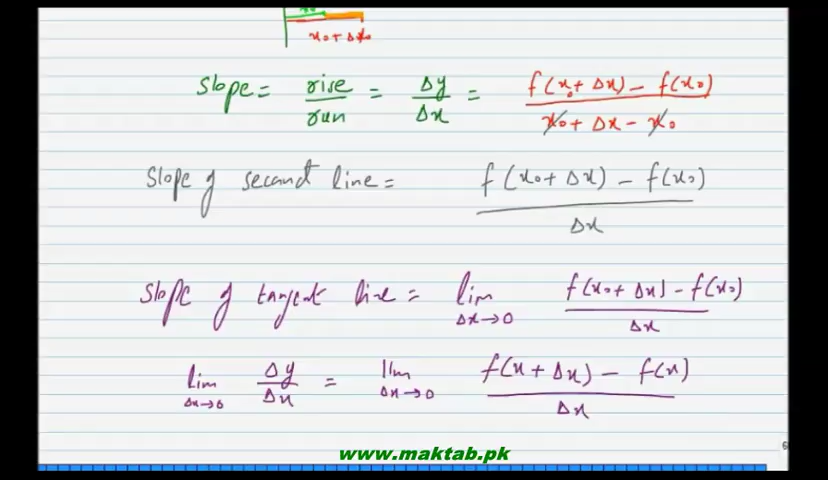 x₀ + Δx₀
Slope = rise/run = Δy/Δx = f(x₀ + Δx) - f(x₀) / x₀ + Δx - x₀
Slope of secand line = f(x₀ + Δx) - f(x₀) / Δx
Slope of tangent line = lim Δx→0 f(x₀ + Δx) - f(x₀) / Δx
lim Δx→0 Δy/Δx = lim Δx→0 f(x + Δx) - f(x) / Δx
www.maktab.pk